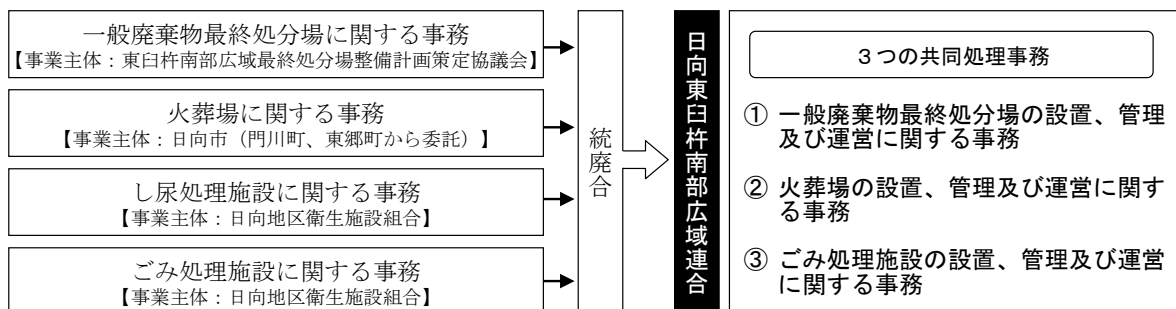 一般廃棄物最終処分場に関する事務
【事業主体：東臼杵南部広域最終処分場整備計画策定協議会】
火葬場に関する事務
【事業主体：日向市（門川町、東郷町から委託）】
し尿処理施設に関する事務
【事業主体：日向地区衛生施設組合】
ごみ処理施設に関する事務
【事業主体：日向地区衛生施設組合】
統廃合
日向東臼杵南部広域連合
３つの共同処理事務
① 一般廃棄物最終処分場の設置、管理
及び運営に関する事務
② 火葬場の設置、管理及び運営に関す
る事務
③ ごみ処理施設の設置、管理及び運営
に関する事務